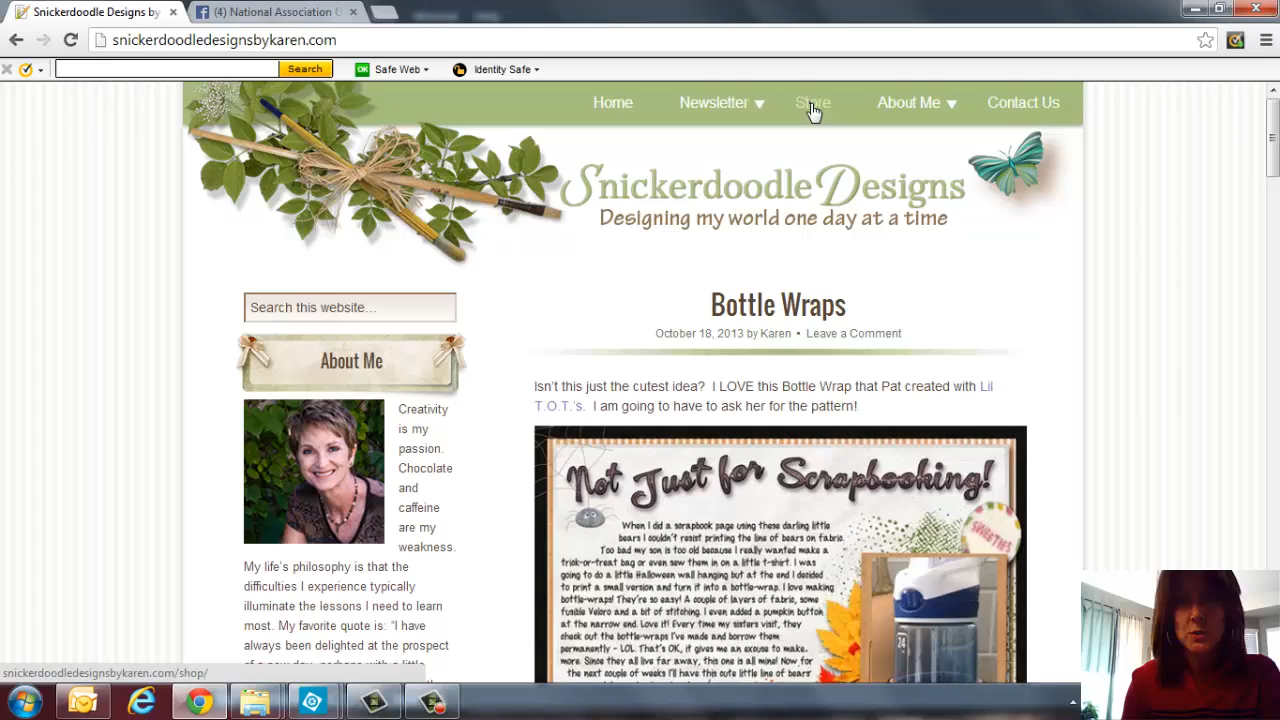 Snickerdoodle Designs by
(4) National Association O
snickerdoodledesignsbykaren.com
Search
OK Safe Web
Identity Safe
Home Newsletter Store About Me Contact Us
Snickerdoodle Designs
Designing my world one day at a time
Search this website...
About Me
Creativity
is my
passion.
Chocolate
and
caffeine
are my
weakness.
My life's philosophy is that the
difficulties I experience typically
illuminate the lessons I need to learn
most. My favorite quote is: "I have
always been delighted at the prospect
Bottle Wraps
October 18, 2013 by Karen • Leave a Comment
Isn't this just the cutest idea? I LOVE this Bottle Wrap that Pat created with Lil
T.O.T.'s. I am going to have to ask her for the pattern!
Not Just for Scrapbooking!
When I did a scrapbook page using these darling little
bears I couldn't resist printing the line of bears on fabric.
Too bad my son is too old because I really wanted make a
trick-or-treat bag or even sew them in on a little t-shirt. I was
going to do a little Halloween wall hanging but at the end I decided
to print a small version and turn it into a bottle-wrap. I love making
bottle-wraps! They're so easy! A couple of layers of fabric, some
fusible Velcro and a bit of stitching. I even added a pumpkin button
at the narrow end. Love it! Every time my sisters visit, they
check out the bottle-wraps I've made and borrow them
permanently - LOL. That's OK, it gives me an excuse to make
more. Since they all live far away, this one is all mine! Now for
the next couple of weeks I'll have this cute little line of bears
SWEETIES
24
snickerdoodledesignsbykaren.com/shop/